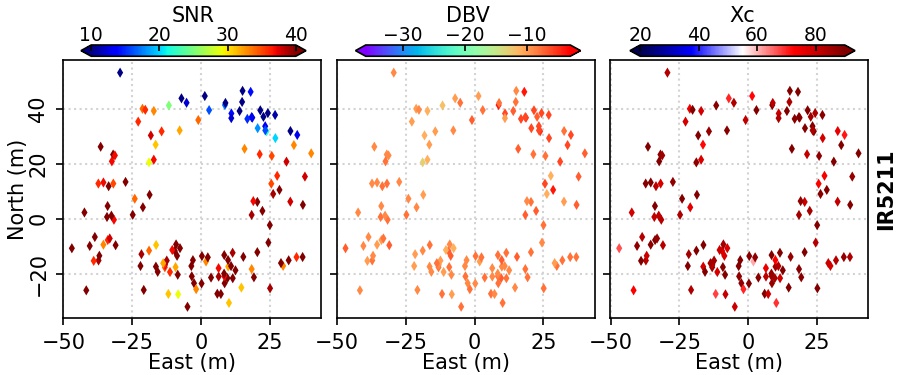 SNR DBV Xc
10 20 30 40 −30 −20 −10 20 40 60 80
40
20
0
−20
North (m)
IR5211
−50 −25 0 25 −50 −25 0 25 −50 −25 0 25
East (m) East (m) East (m)